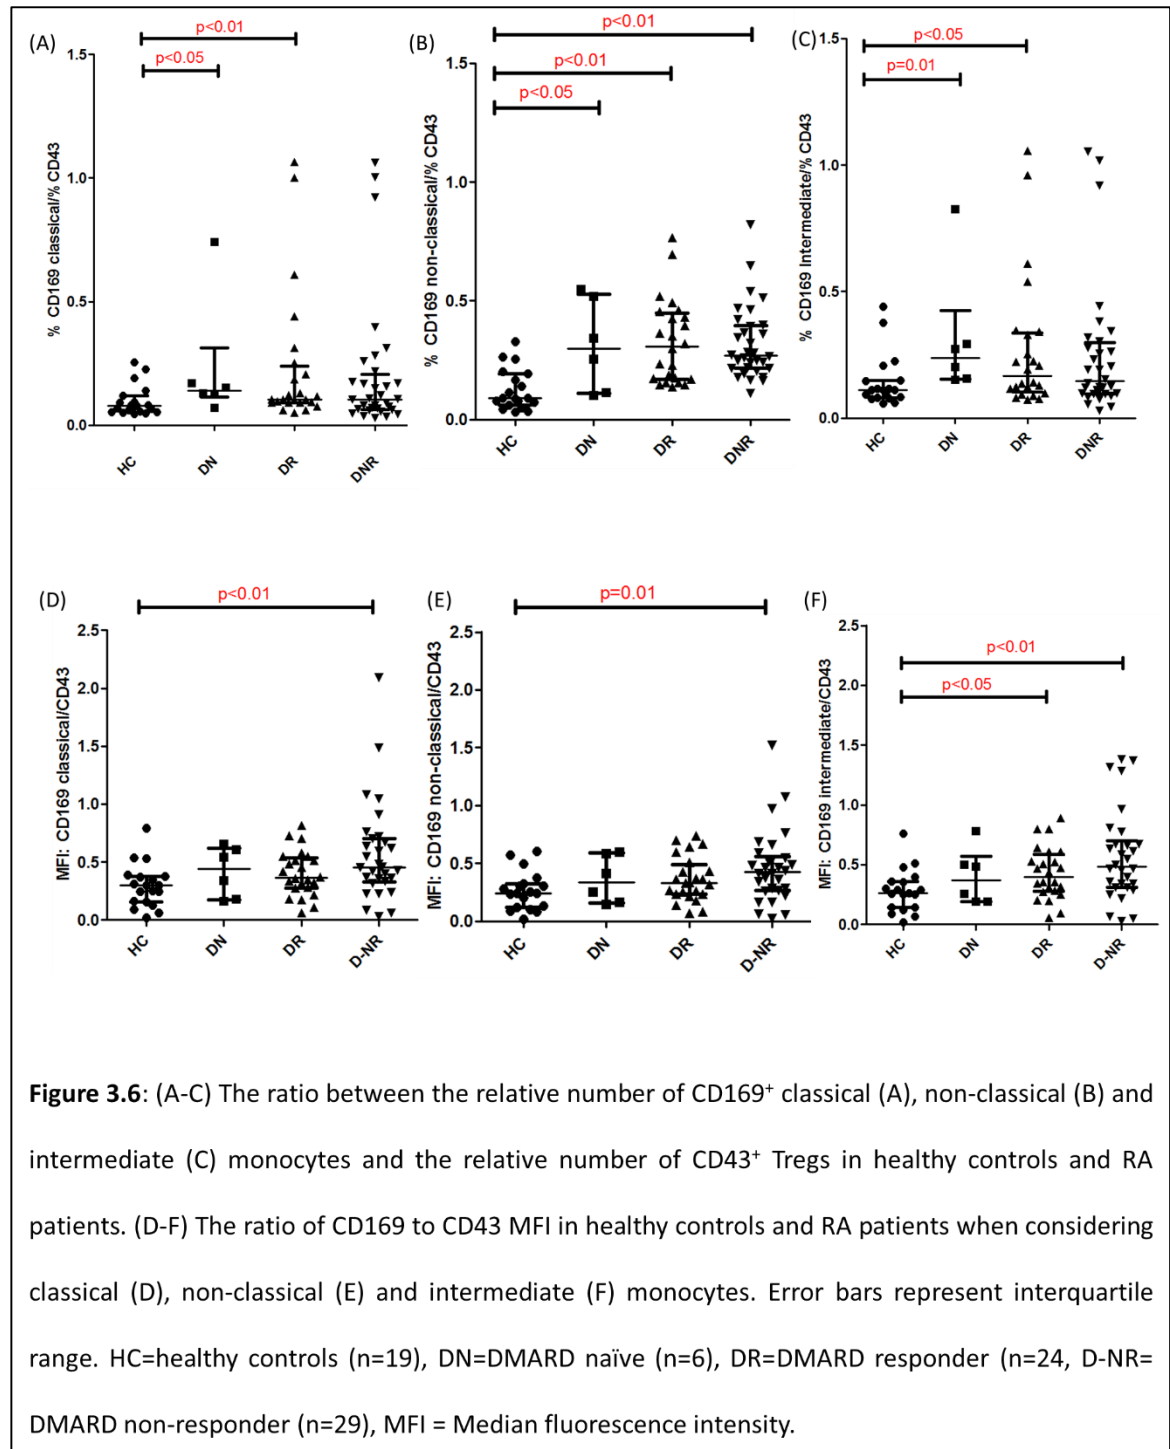 (A)
p<0.01
p<0.05
% CD169 classical/% CD43
1.5
1.0
0.5
0.0
HC
DN
DR
DNR
(B)
p<0.01
p<0.01
p<0.05
% CD169 non-classical/% CD43
1.5
1.0
0.5
0.0
HC
DN
DR
DNR
(C)
p<0.05
p=0.01
% CD169 Intermediate/% CD43
1.5
1.0
0.5
0.0
HC
DN
DR
DNR
(D)
p<0.01
MFI: CD169 classical/CD43
2.5
2.0
1.5
1.0
0.5
0.0
HC
DN
DR
D-NR
(E)
p=0.01
MFI: CD169 non-classical/CD43
2.5
2.0
1.5
1.0
0.5
0.0
HC
DN
DR
D-NR
(F)
p<0.01
p<0.05
MFI: CD169 intermediate/CD43
2.5
2.0
1.5
1.0
0.5
0.0
HC
DN
DR
D-NR
Figure 3.6: (A-C) The ratio between the relative number of CD169⁺ classical (A), non-classical (B) and
intermediate (C) monocytes and the relative number of CD43⁺ Tregs in healthy controls and RA
patients. (D-F) The ratio of CD169 to CD43 MFI in healthy controls and RA patients when considering
classical (D), non-classical (E) and intermediate (F) monocytes. Error bars represent interquartile
range. HC=healthy controls (n=19), DN=DMARD naïve (n=6), DR=DMARD responder (n=24, D-NR=
DMARD non-responder (n=29), MFI = Median fluorescence intensity.